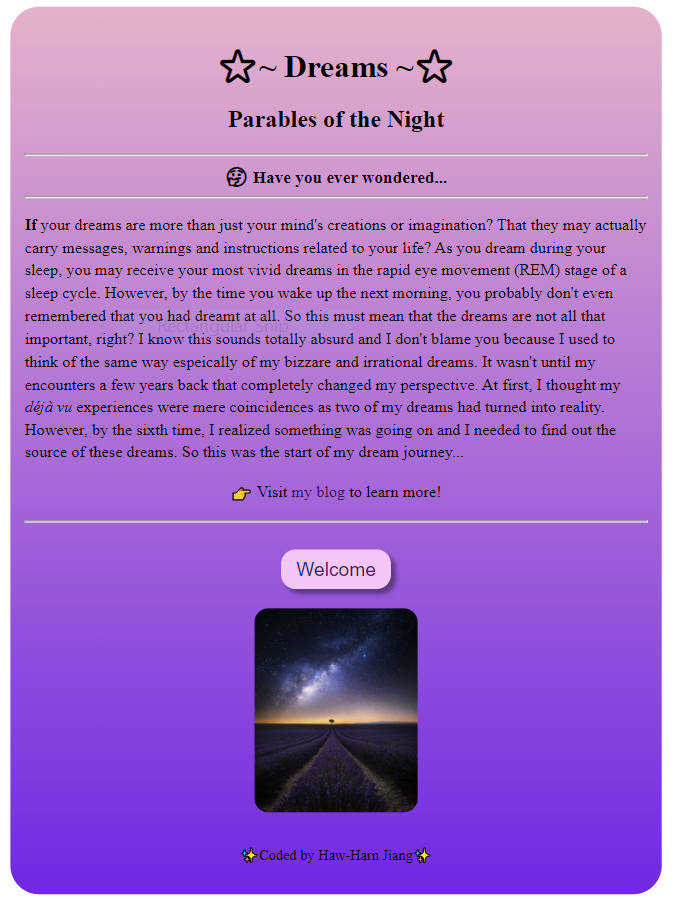 ☆~ Dreams ~☆
Parables of the Night
Have you ever wondered...
If your dreams are more than just your mind's creations or imagination? That they may actually
carry messages, warnings and instructions related to your life? As you dream during your
sleep, you may receive your most vivid dreams in the rapid eye movement (REM) stage of a
sleep cycle. However, by the time you wake up the next morning, you probably don't even
remembered that you had dreamt at all. So this must mean that the dreams are not all that
Rectangular Snip
important, right? I know this sounds totally absurd and I don't blame you because I used to
think of the same way espeically of my bizzare and irrational dreams. It wasn't until my
encounters a few years back that completely changed my perspective. At first, I thought my
déjà vu experiences were mere coincidences as two of my dreams had turned into reality.
However, by the sixth time, I realized something was going on and I needed to find out the
source of these dreams. So this was the start of my dream journey...
👉 Visit my blog to learn more!
Welcome
✨Coded by Haw-Harn Jiang✨